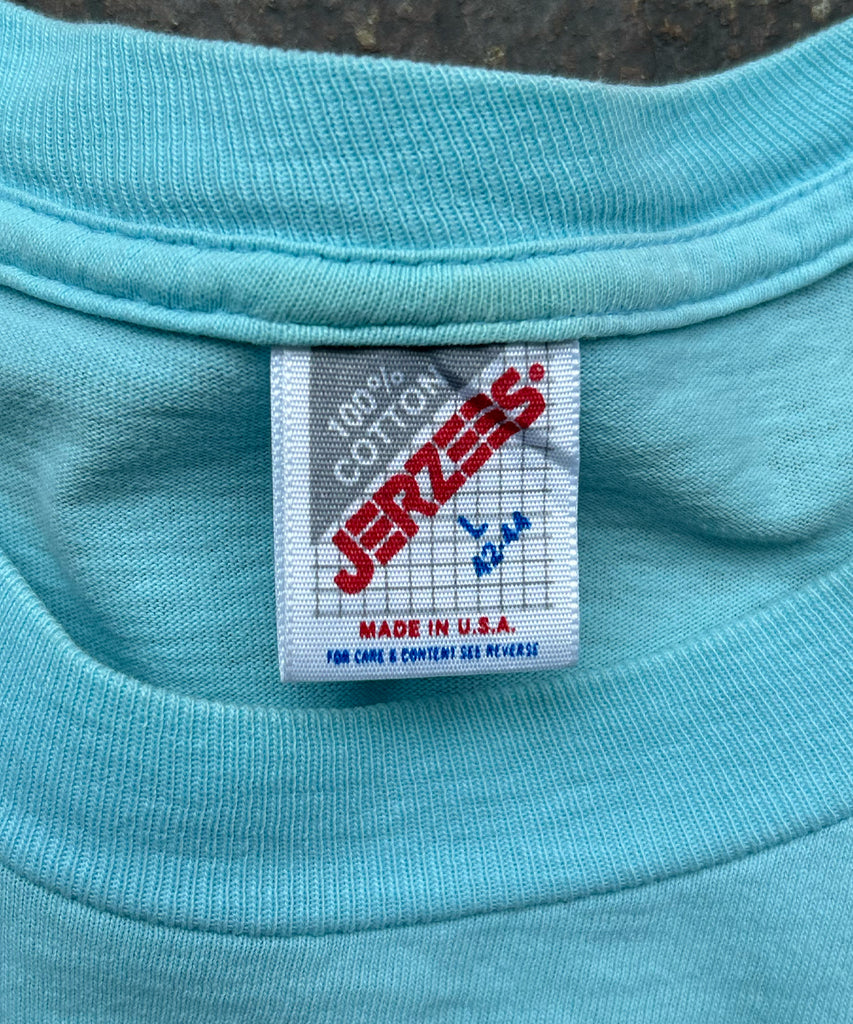 100%
COTTON
JERZEES®
L
42-44
MADE IN U.S.A.
FOR CARE & CONTENT SEE REVERSE